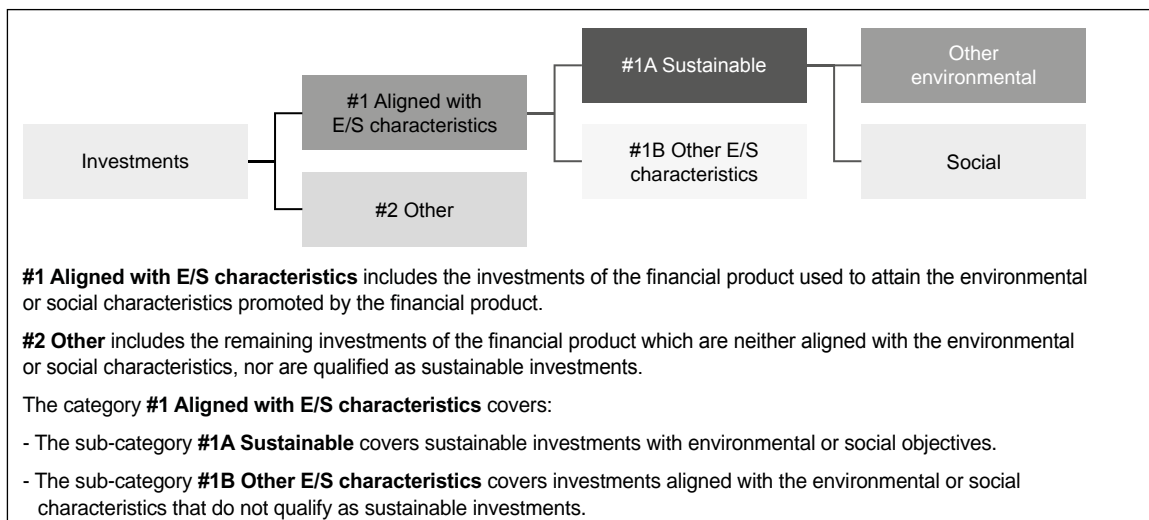 #1A Sustainable
Other
environmental
#1 Aligned with
E/S characteristics
Investments
#1B Other E/S
characteristics
Social
#2 Other
#1 Aligned with E/S characteristics includes the investments of the financial product used to attain the environmental
or social characteristics promoted by the financial product.
#2 Other includes the remaining investments of the financial product which are neither aligned with the environmental
or social characteristics, nor are qualified as sustainable investments.
The category #1 Aligned with E/S characteristics covers:
- The sub-category #1A Sustainable covers sustainable investments with environmental or social objectives.
- The sub-category #1B Other E/S characteristics covers investments aligned with the environmental or social
characteristics that do not qualify as sustainable investments.